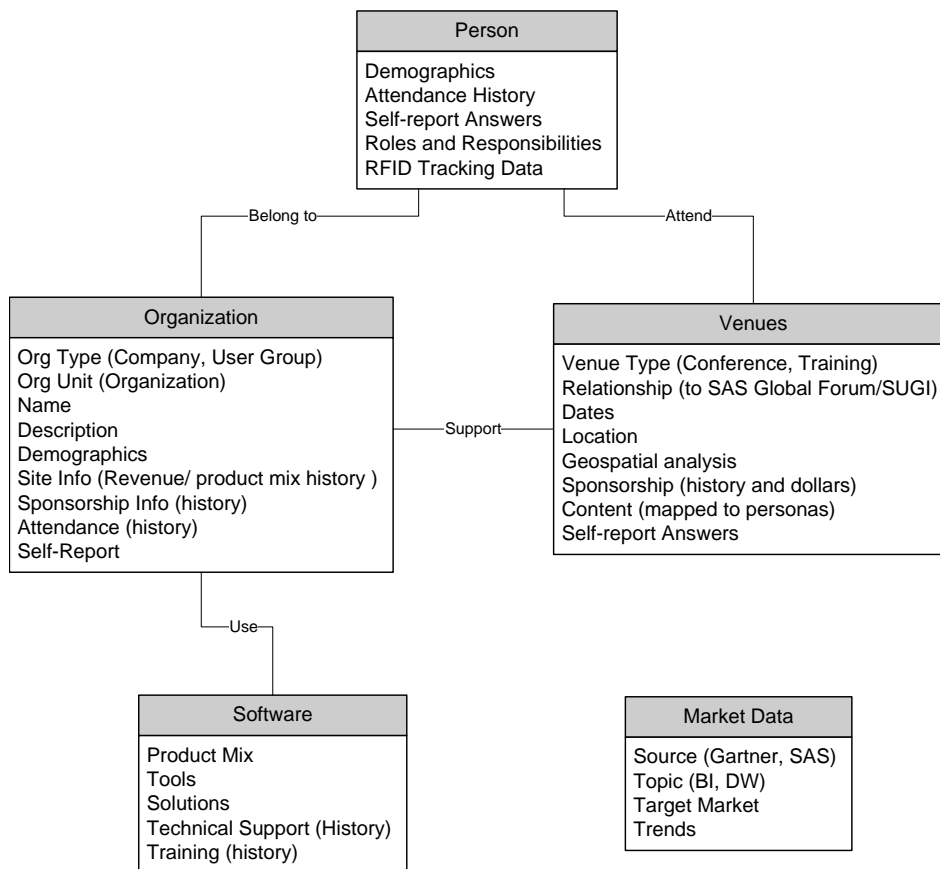 Person
Demographics
Attendance History
Self-report Answers
Roles and Responsibilities
RFID Tracking Data
Belong to
Attend
Organization
Org Type (Company, User Group)
Org Unit (Organization)
Name
Description
Demographics
Site Info (Revenue/ product mix history )
Sponsorship Info (history)
Attendance (history)
Self-Report
Support
Venues
Venue Type (Conference, Training)
Relationship (to SAS Global Forum/SUGI)
Dates
Location
Geospatial analysis
Sponsorship (history and dollars)
Content (mapped to personas)
Self-report Answers
Use
Software
Product Mix
Tools
Solutions
Technical Support (History)
Training (history)
Market Data
Source (Gartner, SAS)
Topic (BI, DW)
Target Market
Trends